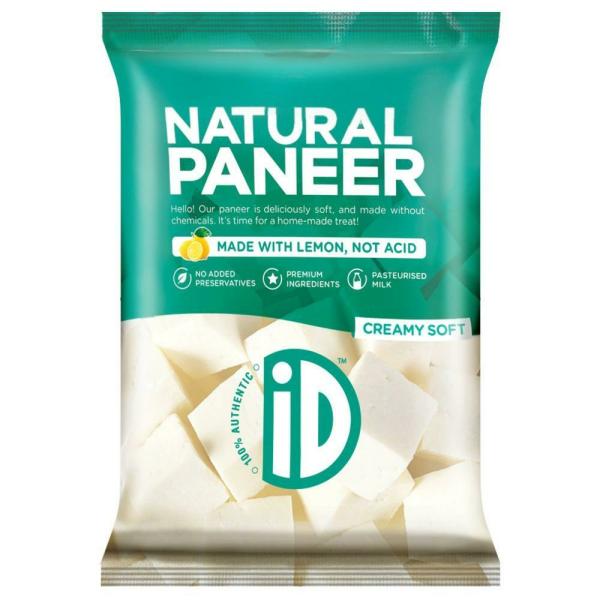 NATURAL
PANEER
Hello! Our paneer is deliciously soft, and made without
chemicals. It's time for a home-made treat!
MADE WITH LEMON, NOT ACID
NO ADDED
PRESERVATIVES
PREMIUM
INGREDIENTS
PASTEURISED
MILK
CREAMY SOFT
100% AUTHENTIC
iD
TM